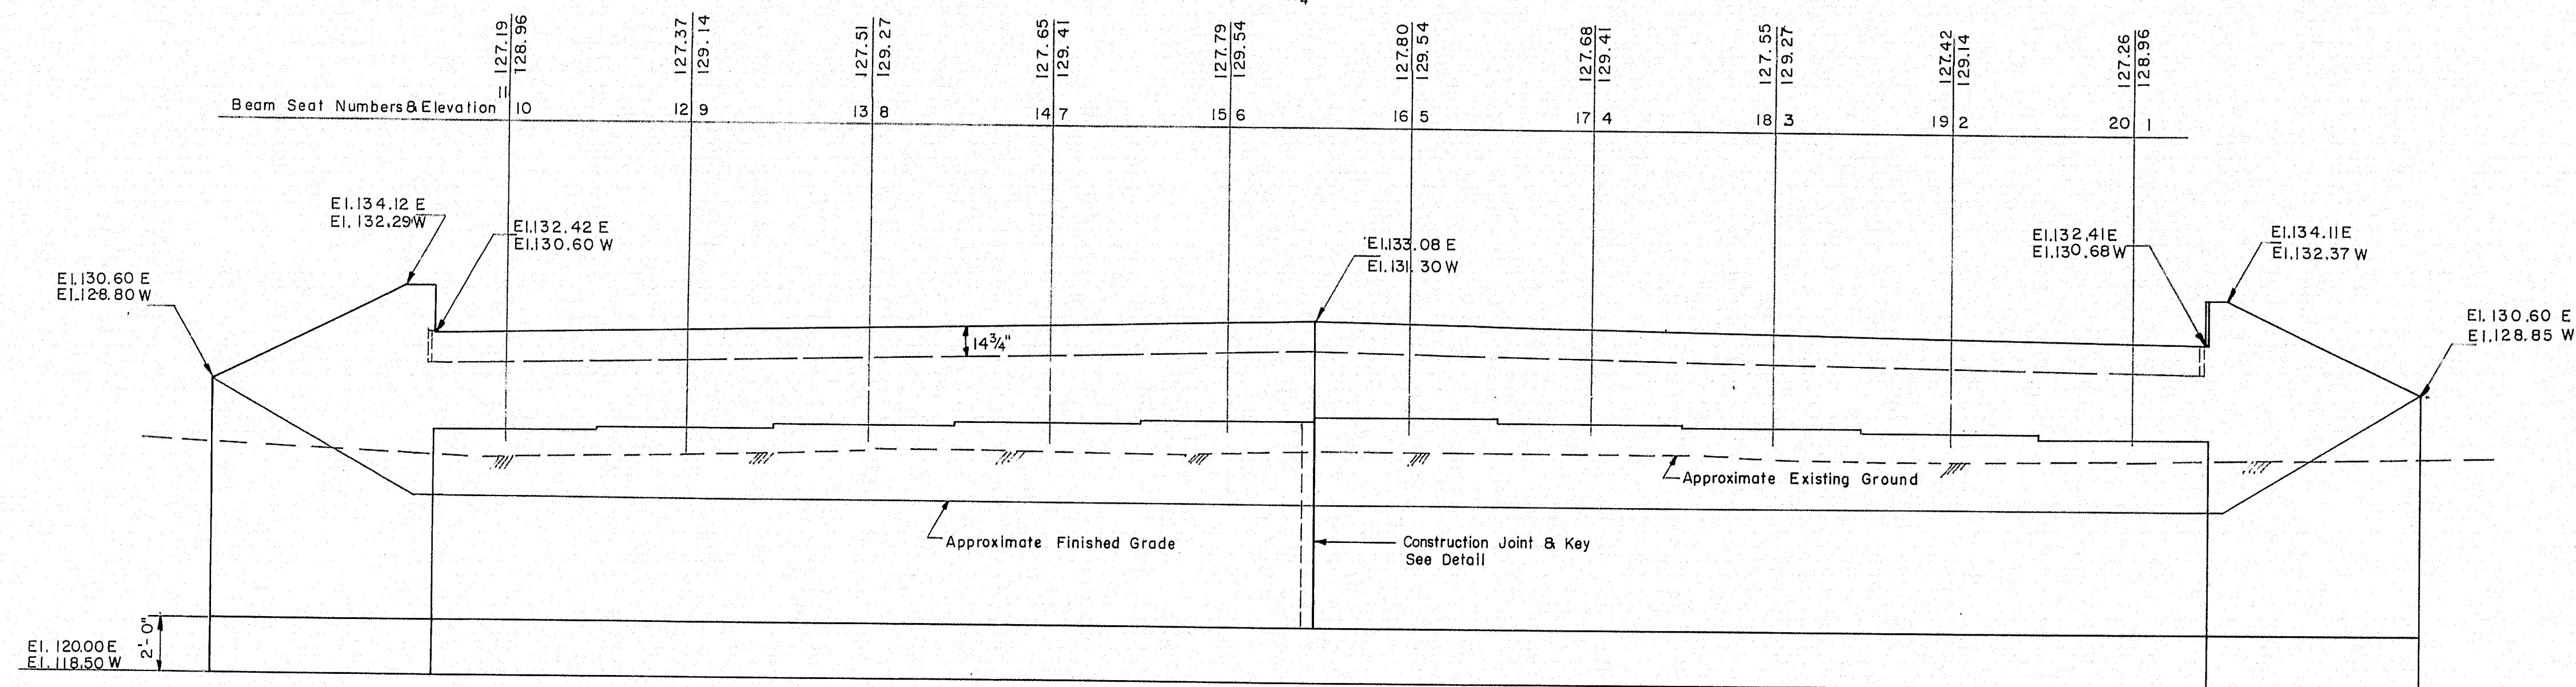 4
127.19
128.96
127.37
129.14
127.51
129.27
127.65
129.41
127.79
129.54
127.80
129.54
127.68
129.41
127.55
129.27
127.42
129.14
127.26
128.96
Beam Seat Numbers & Elevation
11 10
12 9
13 8
14 7
15 6
16 5
17 4
18 3
19 2
20 1
El.134.12 E
El.132.29 W
El.132.42 E
El.130.60 W
El.133.08 E
El.131.30 W
El.132.41 E
El.130.68 W
El.134.11 E
El.132.37 W
El.130.60 E
El.128.80 W
El.130.60 E
El.128.85 W
14 3/4"
Approximate Existing Ground
Approximate Finished Grade
Construction Joint & Key
See Detail
2'-0"
El. 120.00 E
El. 118.50 W